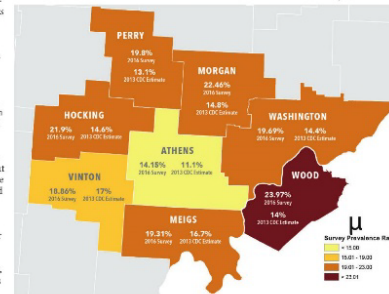 PERRY
19.8%
2016 Survey
13.1%
2013 CDC Estimate
MORGAN
22.46%
2016 Survey
14.8%
2013 CDC Estimate
HOCKING
21.9% 14.6%
2016 Survey 2013 CDC Estimate
WASHINGTON
19.69% 14.4%
2016 Survey 2013 CDC Estimate
ATHENS
14.15% 11.1%
2016 Survey 2013 CDC Estimate
WOOD
23.97%
2016 Survey
14%
2013 CDC Estimate
VINTON
18.86% 17%
2016 Survey 2013 CDC Estimate
MEIGS
19.31% 16.7%
2016 Survey 2013 CDC Estimate
μ
Survey Prevalence Ra
< 15.00
15.01 - 19.00
19.01 - 23.00
> 23.01